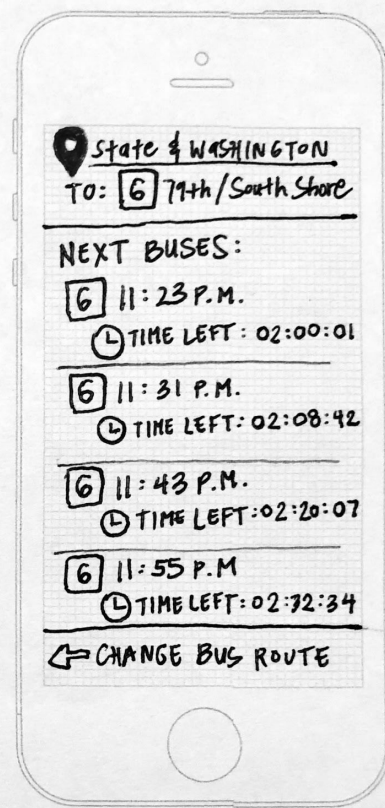 State & WASHINGTON
TO: 6 79th/South Shore
NEXT BUSES:
6 11:23 P.M.
TIME LEFT: 02:00:01
6 11:31 P.M.
TIME LEFT: 02:08:42
6 11:43 P.M.
TIME LEFT: 02:20:07
6 11:55 P.M
TIME LEFT: 02:32:34
CHANGE BUS ROUTE